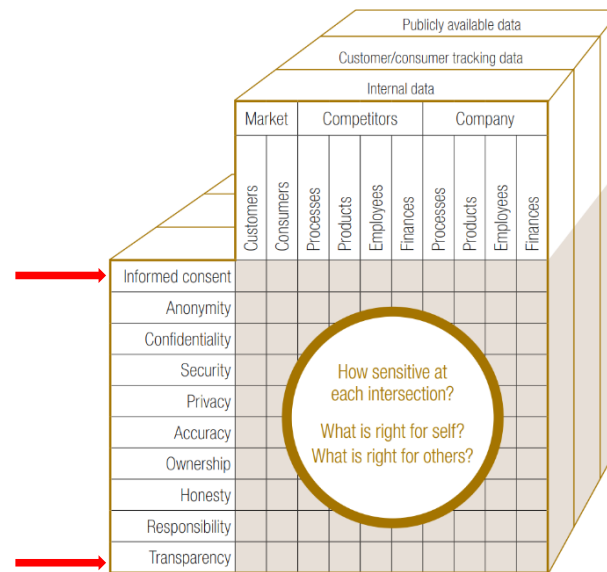 Publicly available data
Customer/consumer tracking data
Internal data
Market Competitors Company
Customers
Consumers
Processes
Products
Employees
Finances
Processes
Products
Employees
Finances
Informed consent
Anonymity
Confidentiality
Security
Privacy
Accuracy
Ownership
Honesty
Responsibility
Transparency
How sensitive at
each intersection?
What is right for self?
What is right for others?